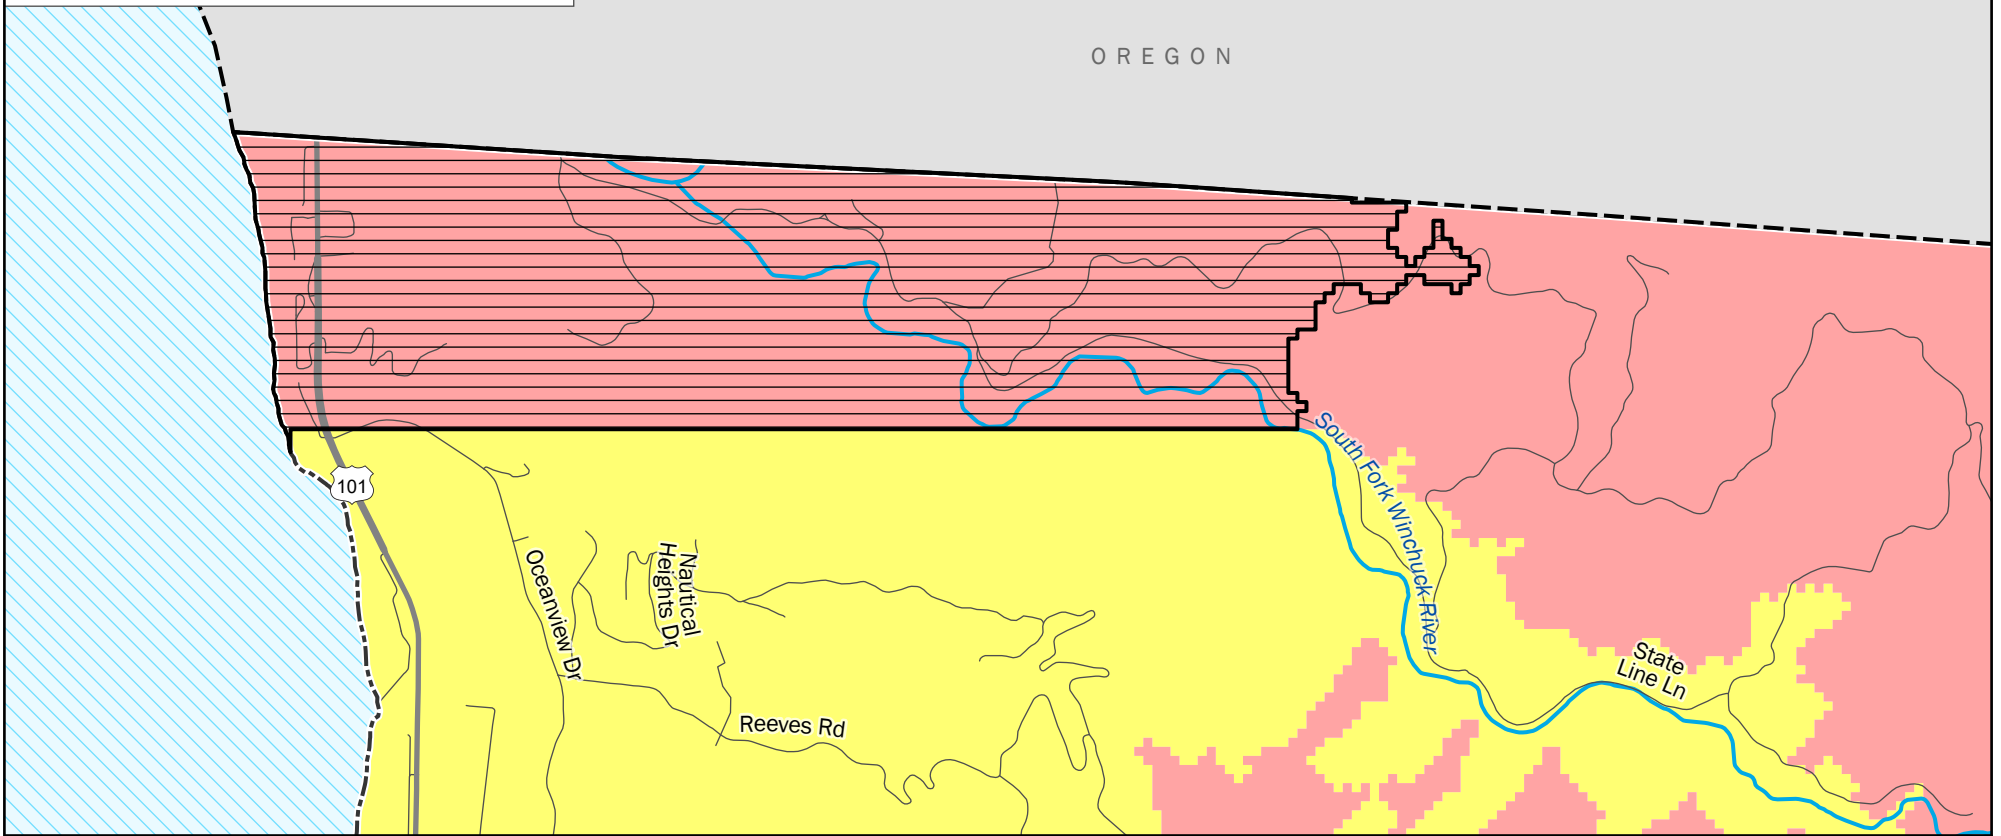 OREGON
101
South Fork Winchuck River
Oceanview Dr
Nautical
Heights Dr
State
Line Ln
Reeves Rd